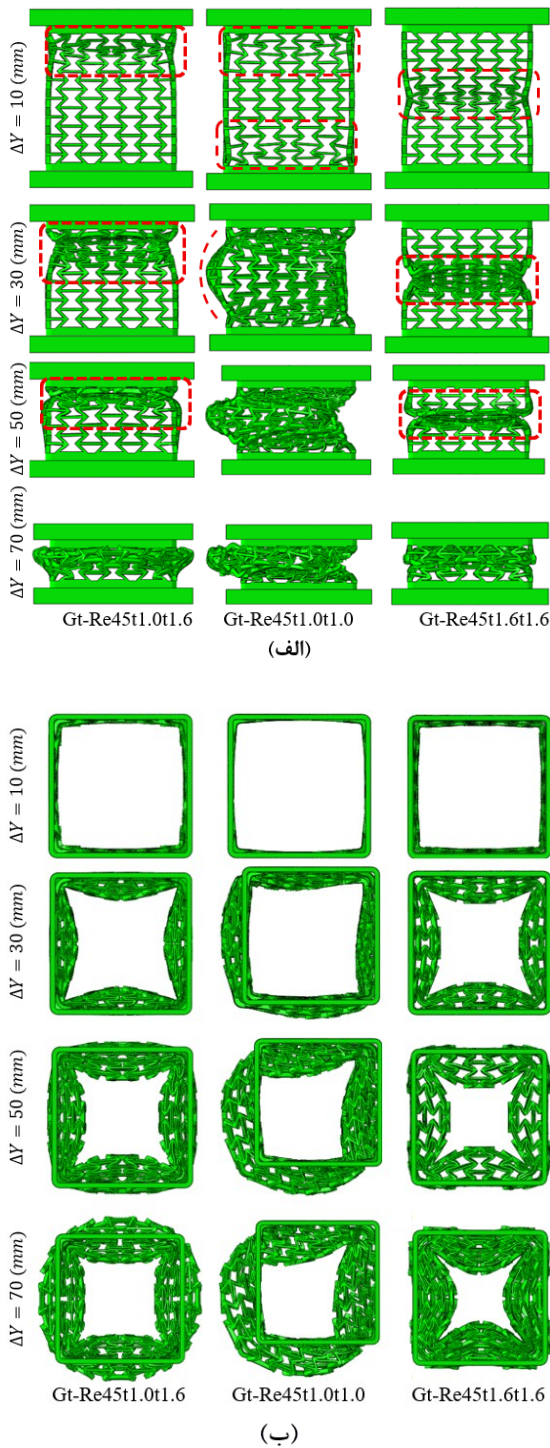 ΔY = 10 (mm)
ΔY = 30 (mm)
ΔY = 50 (mm)
ΔY = 70 (mm)
Gt-Re45t1.0t1.6 Gt-Re45t1.0t1.0 Gt-Re45t1.6t1.6
(الف)
ΔY = 10 (mm)
ΔY = 30 (mm)
ΔY = 50 (mm)
ΔY = 70 (mm)
Gt-Re45t1.0t1.6 Gt-Re45t1.0t1.0 Gt-Re45t1.6t1.6
(ب)